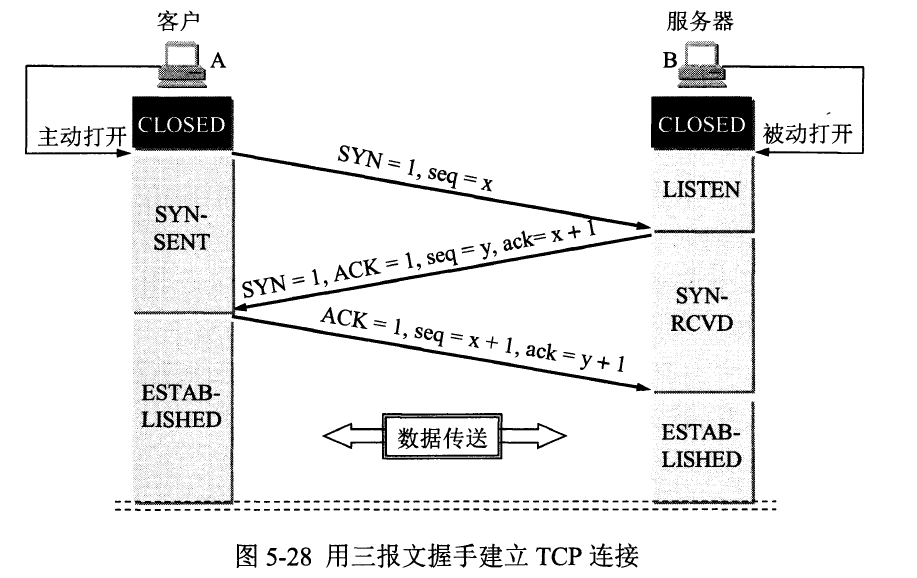 客户
服务器
A
B
主动打开
CLOSED
CLOSED
被动打开
SYN = 1, seq = x
LISTEN
SYN-
SENT
SYN = 1, ACK = 1, seq = y, ack= x + 1
SYN-
RCVD
ACK = 1, seq = x + 1, ack = y + 1
ESTAB-
LISHED
数据传送
ESTAB-
LISHED
图 5-28 用三报文握手建立 TCP 连接